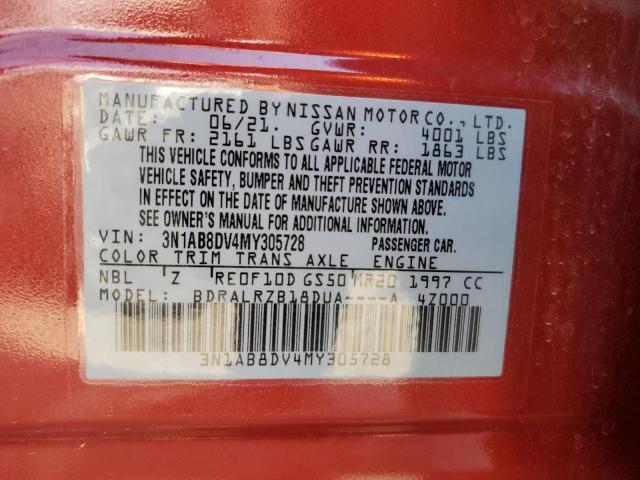 MANUFACTURED BY NISSAN MOTOR CO., LTD.
DATE: 06/21. GVWR: 4001 LBS
GAWR FR: 2161 LBS GAWR RR: 1863 LBS
THIS VEHICLE CONFORMS TO ALL APPLICABLE FEDERAL MOTOR
VEHICLE SAFETY, BUMPER AND THEFT PREVENTION STANDARDS
IN EFFECT ON THE DATE OF MANUFACTURE SHOWN ABOVE.
SEE OWNER'S MANUAL FOR ADDITIONAL INFORMATION.
VIN: 3N1AB8DV4MY305728 PASSENGER CAR.
COLOR TRIM TRANS AXLE ENGINE
NBL Z RE0F10D GS50 MR20 1997 CC
MODEL: BDRALRZB18DUA----A 4Z000
3N1AB8DV4MY305728